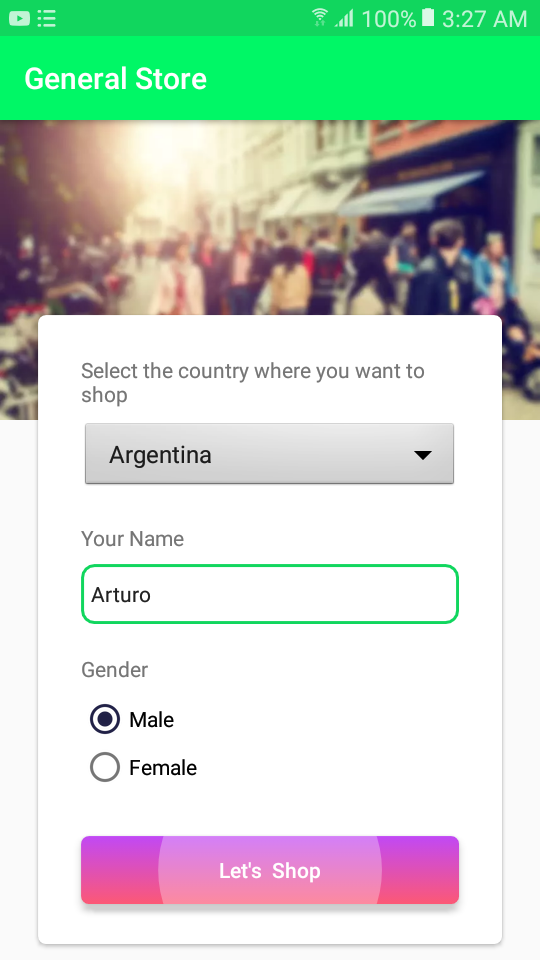 100% 3:27 AM
General Store
Select the country where you want to
shop
Argentina
Your Name
Arturo
Gender
Male
Female
Let's Shop